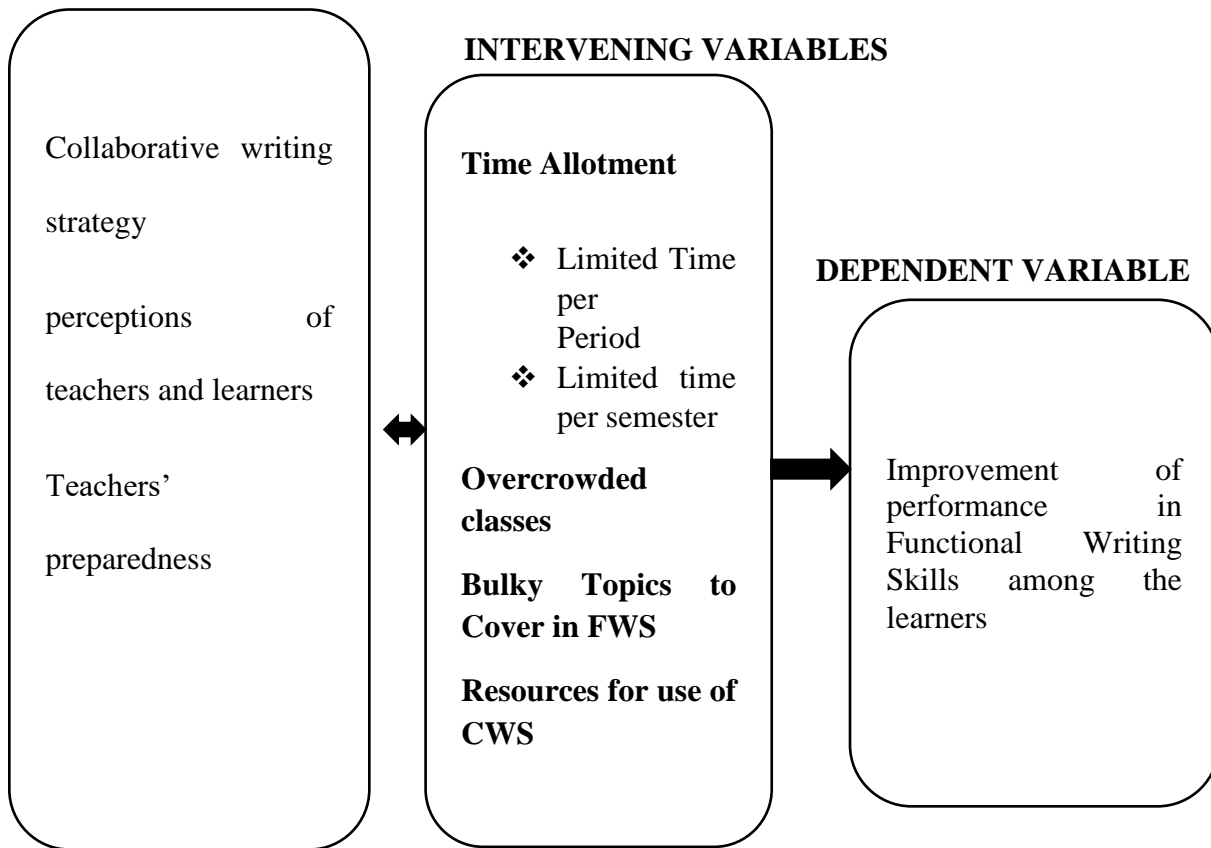 Collaborative writing
strategy
perceptions of
teachers and learners
Teachers’
preparedness
INTERVENING VARIABLES
Time Allotment
❖ Limited Time
per
Period
❖ Limited time
per semester
Overcrowded
classes
Bulky Topics to
Cover in FWS
Resources for use of
CWS
DEPENDENT VARIABLE
Improvement of
performance in
Functional Writing
Skills among the
learners